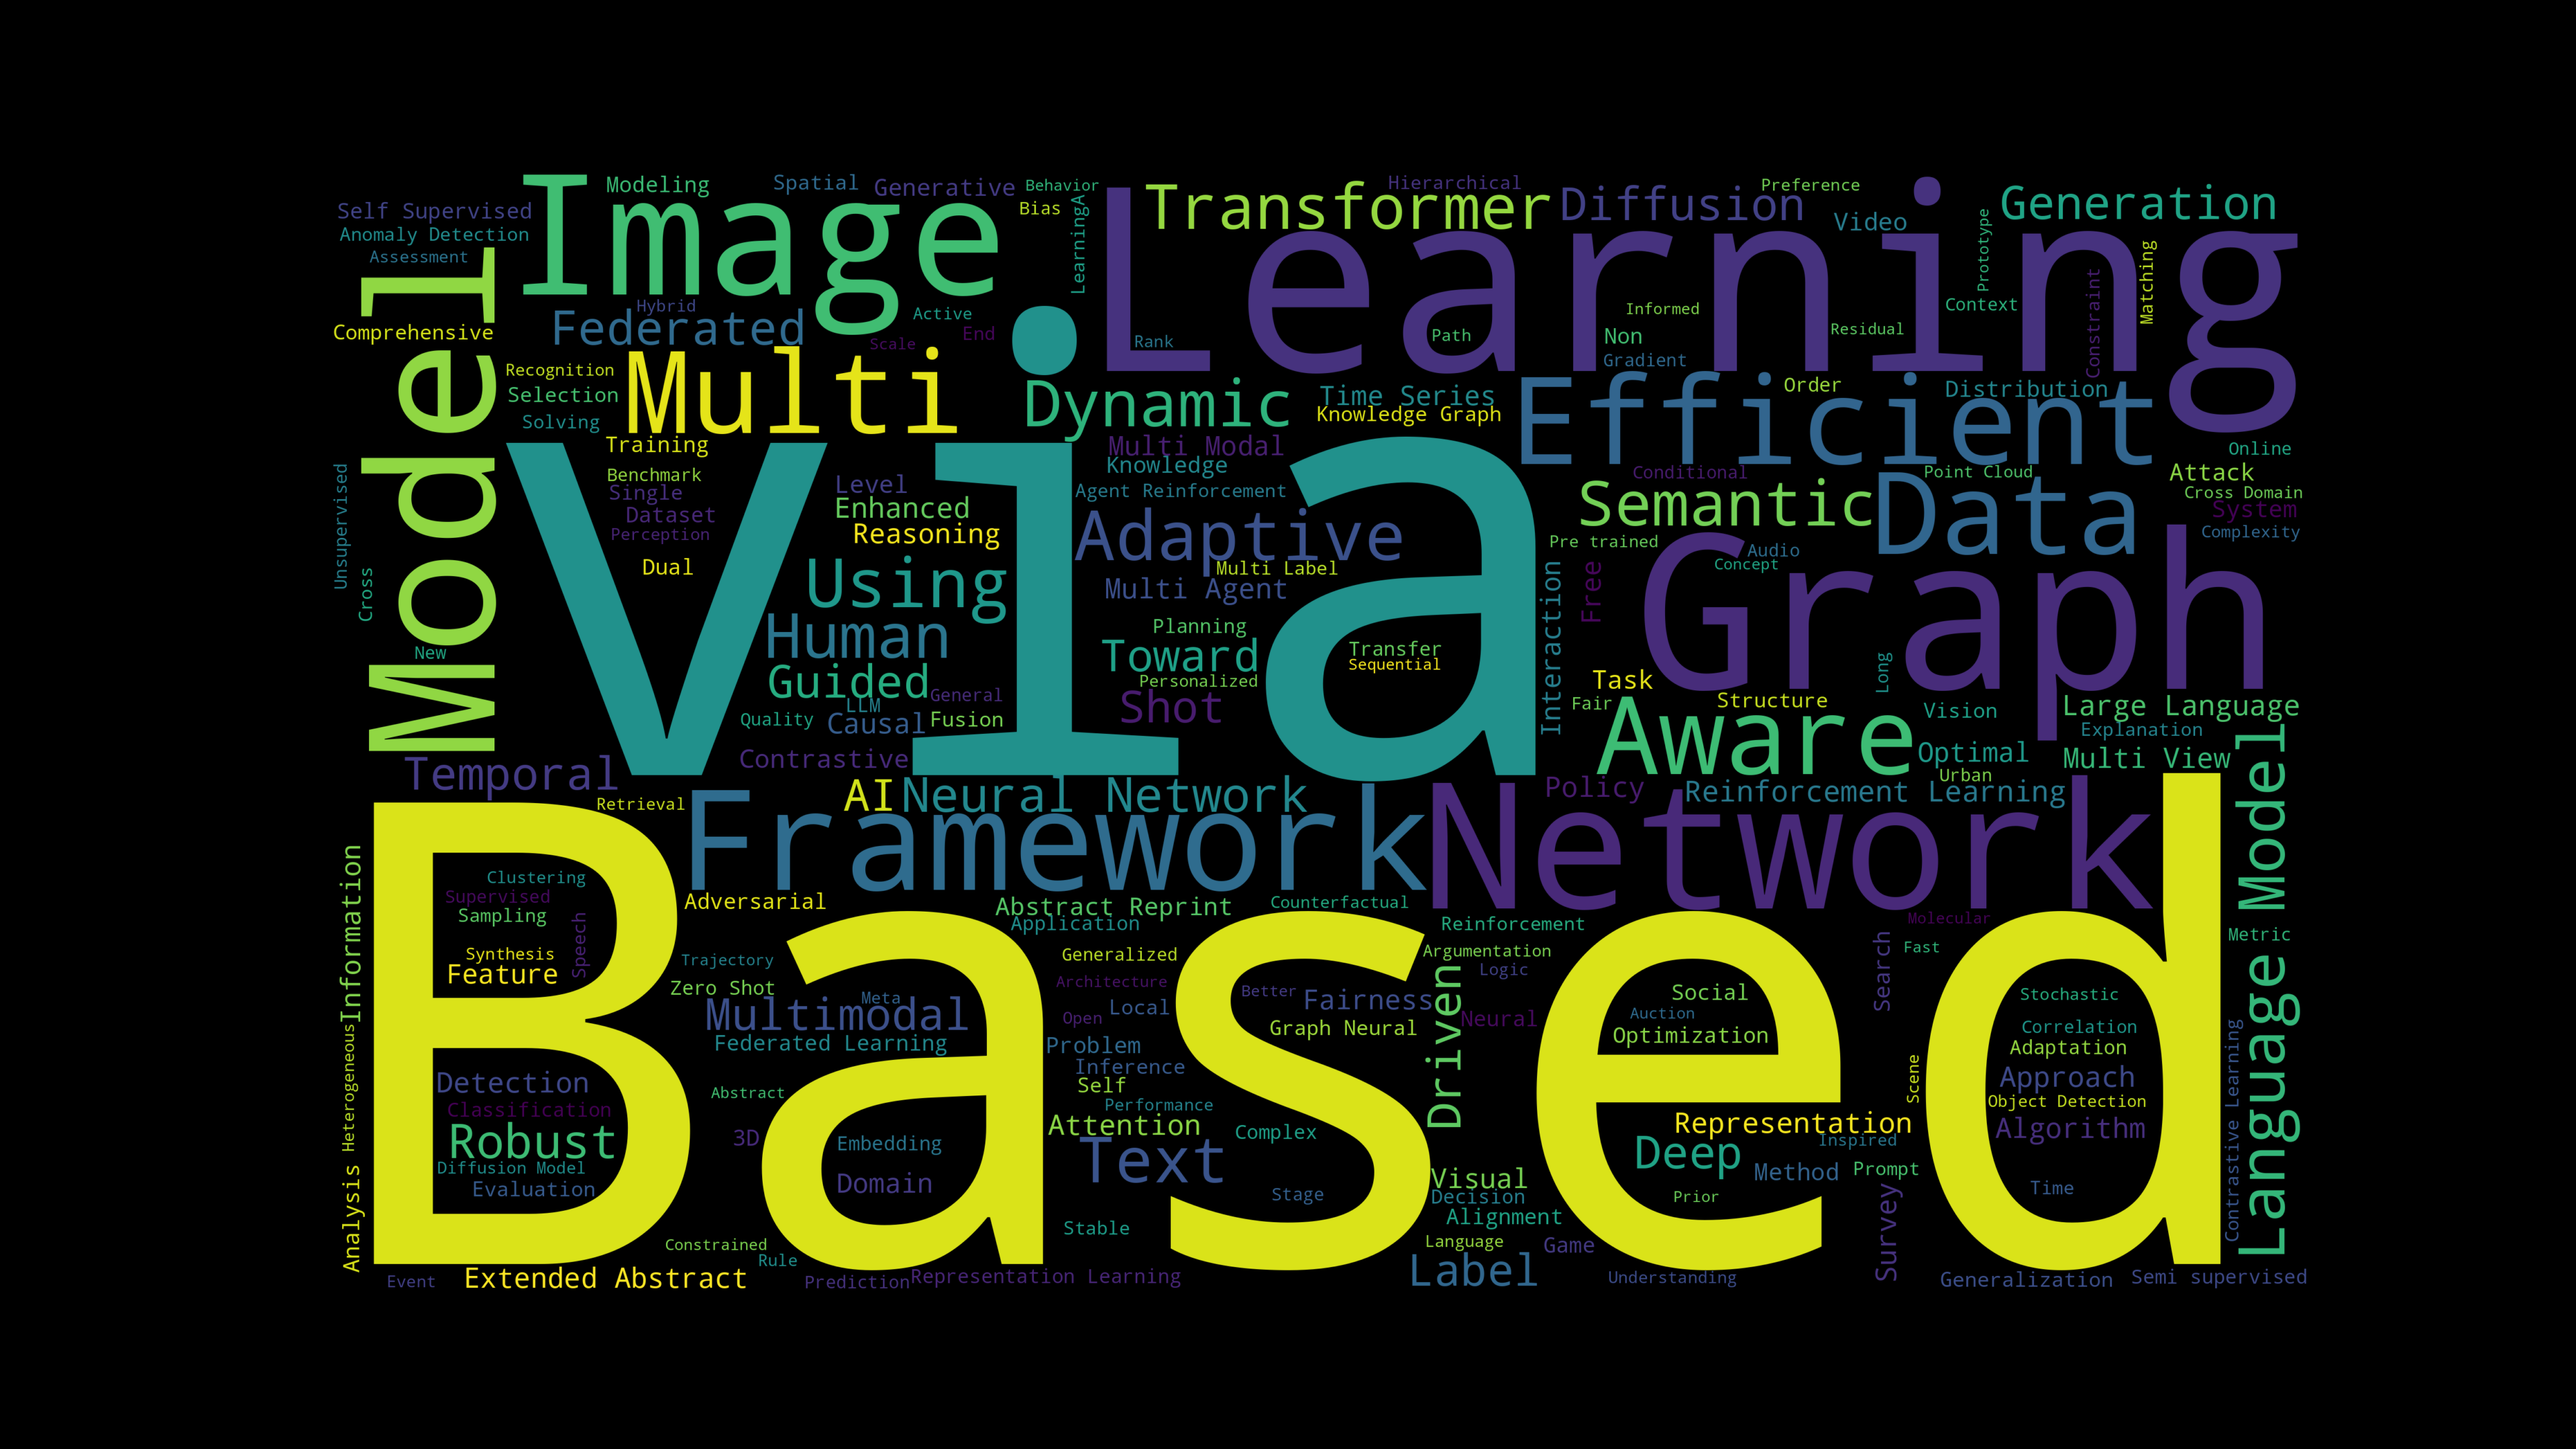 Image
Modeling
Spatial
Generative
Behavior
Bias
LearningA
Transformer
Hierarchical
Diffusion
Preference
Video
Generation
Self Supervised
Anomaly Detection
Assessment
Learning
Prototype
Matching
Constraint
Context
Model
Comprehensive
Hybrid
Federated
Active
Scale
End
Rank
Path
Informed
Non
Gradient
Residual
Recognition
Selection
Solving
Multi
Training
Dynamic
Time Series
Knowledge Graph
Efficient
Order
Distribution
Online
via
Benchmark
Single
Dataset
Perception
Dual
Level
Enhanced
Reasoning
Multi Modal
Knowledge
Agent Reinforcement
Adaptive
Multi Label
Multi Agent
Conditional
Semantic
Point Cloud
Data
Attack
Cross Domain
System
Complexity
Unsupervised
Cross
New
Using
Human
Guided
General
LLM
Quality
Causal
Fusion
Contrastive
Planning
Toward
Personalized
Shot
Transfer
Sequential
Pre trained
Audio
Concept
Interaction
Free
Graph
Task
Fair
Structure
Long
Vision
Aware
Optimal
Urban
Large Language
Explanation
Multi View
Temporal
Retrieval
AI
Neural Network
Policy
Reinforcement Learning
Framework
Network
Language Model
Based
Information
Clustering
Supervised
Sampling
Speech
Synthesis
Feature
Adversarial
Abstract Reprint
Application
Counterfactual
Reinforcement
Molecular
Metric
Trajectory
Zero Shot
Meta
Multimodal
Federated Learning
Generalized
Architecture
Open
Local
Better
Fairness
Graph Neural
Argumentation
Logic
Neural
Driven
Social
Auction
Optimization
Search
Fast
Stochastic
Correlation
Adaptation
Approach
Object Detection
Algorithm
Scene
Contrastive Learning
Heterogeneous
Detection
Classification
Robust
Diffusion Model
Evaluation
Abstract
3D
Embedding
Domain
Problem
Inference
Self
Performance
Attention
Text
Complex
Stage
Stable
Visual
Decision
Alignment
Language
Game
Label
Representation
Inspired
Deep
Method
Prompt
Prior
Survey
Time
Understanding
Analysis
Event
Extended Abstract
Constrained
Rule
Prediction
Representation Learning
Generalization
Semi supervised